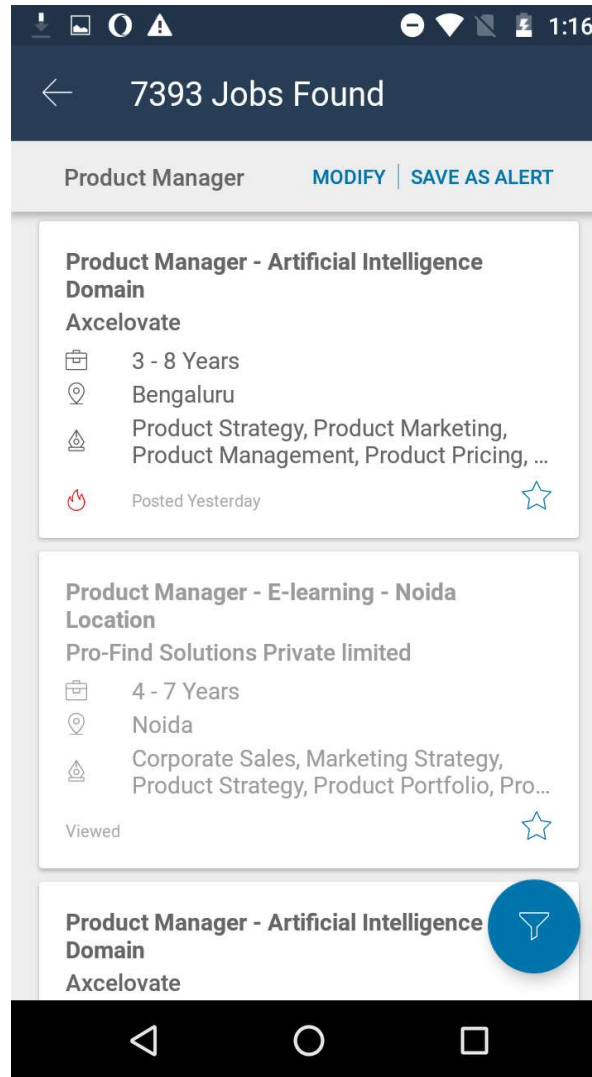 1:16
7393 Jobs Found
Product Manager MODIFY SAVE AS ALERT
Product Manager - Artificial Intelligence
Domain
Axcelovate
3 - 8 Years
Bengaluru
Product Strategy, Product Marketing,
Product Management, Product Pricing, ...
Posted Yesterday
Product Manager - E-learning - Noida
Location
Pro-Find Solutions Private limited
4 - 7 Years
Noida
Corporate Sales, Marketing Strategy,
Product Strategy, Product Portfolio, Pro...
Viewed
Product Manager - Artificial Intelligence
Domain
Axcelovate